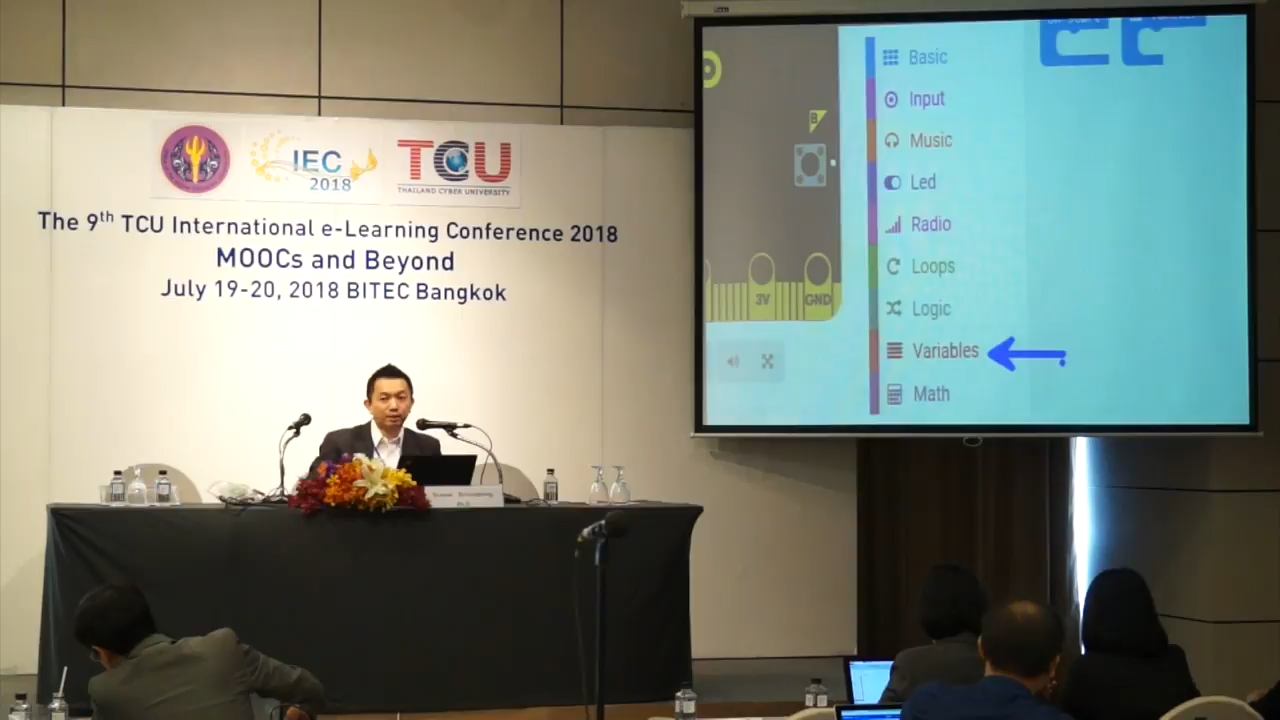 IEC
2018
TCU
THAILAND CYBER UNIVERSITY
The 9th TCU International e-Learning Conference 2018
MOOCs and Beyond
July 19-20, 2018 BITEC Bangkok
B
3V
GND
Basic
Input
Music
Led
Radio
Loops
Logic
Variables
Math